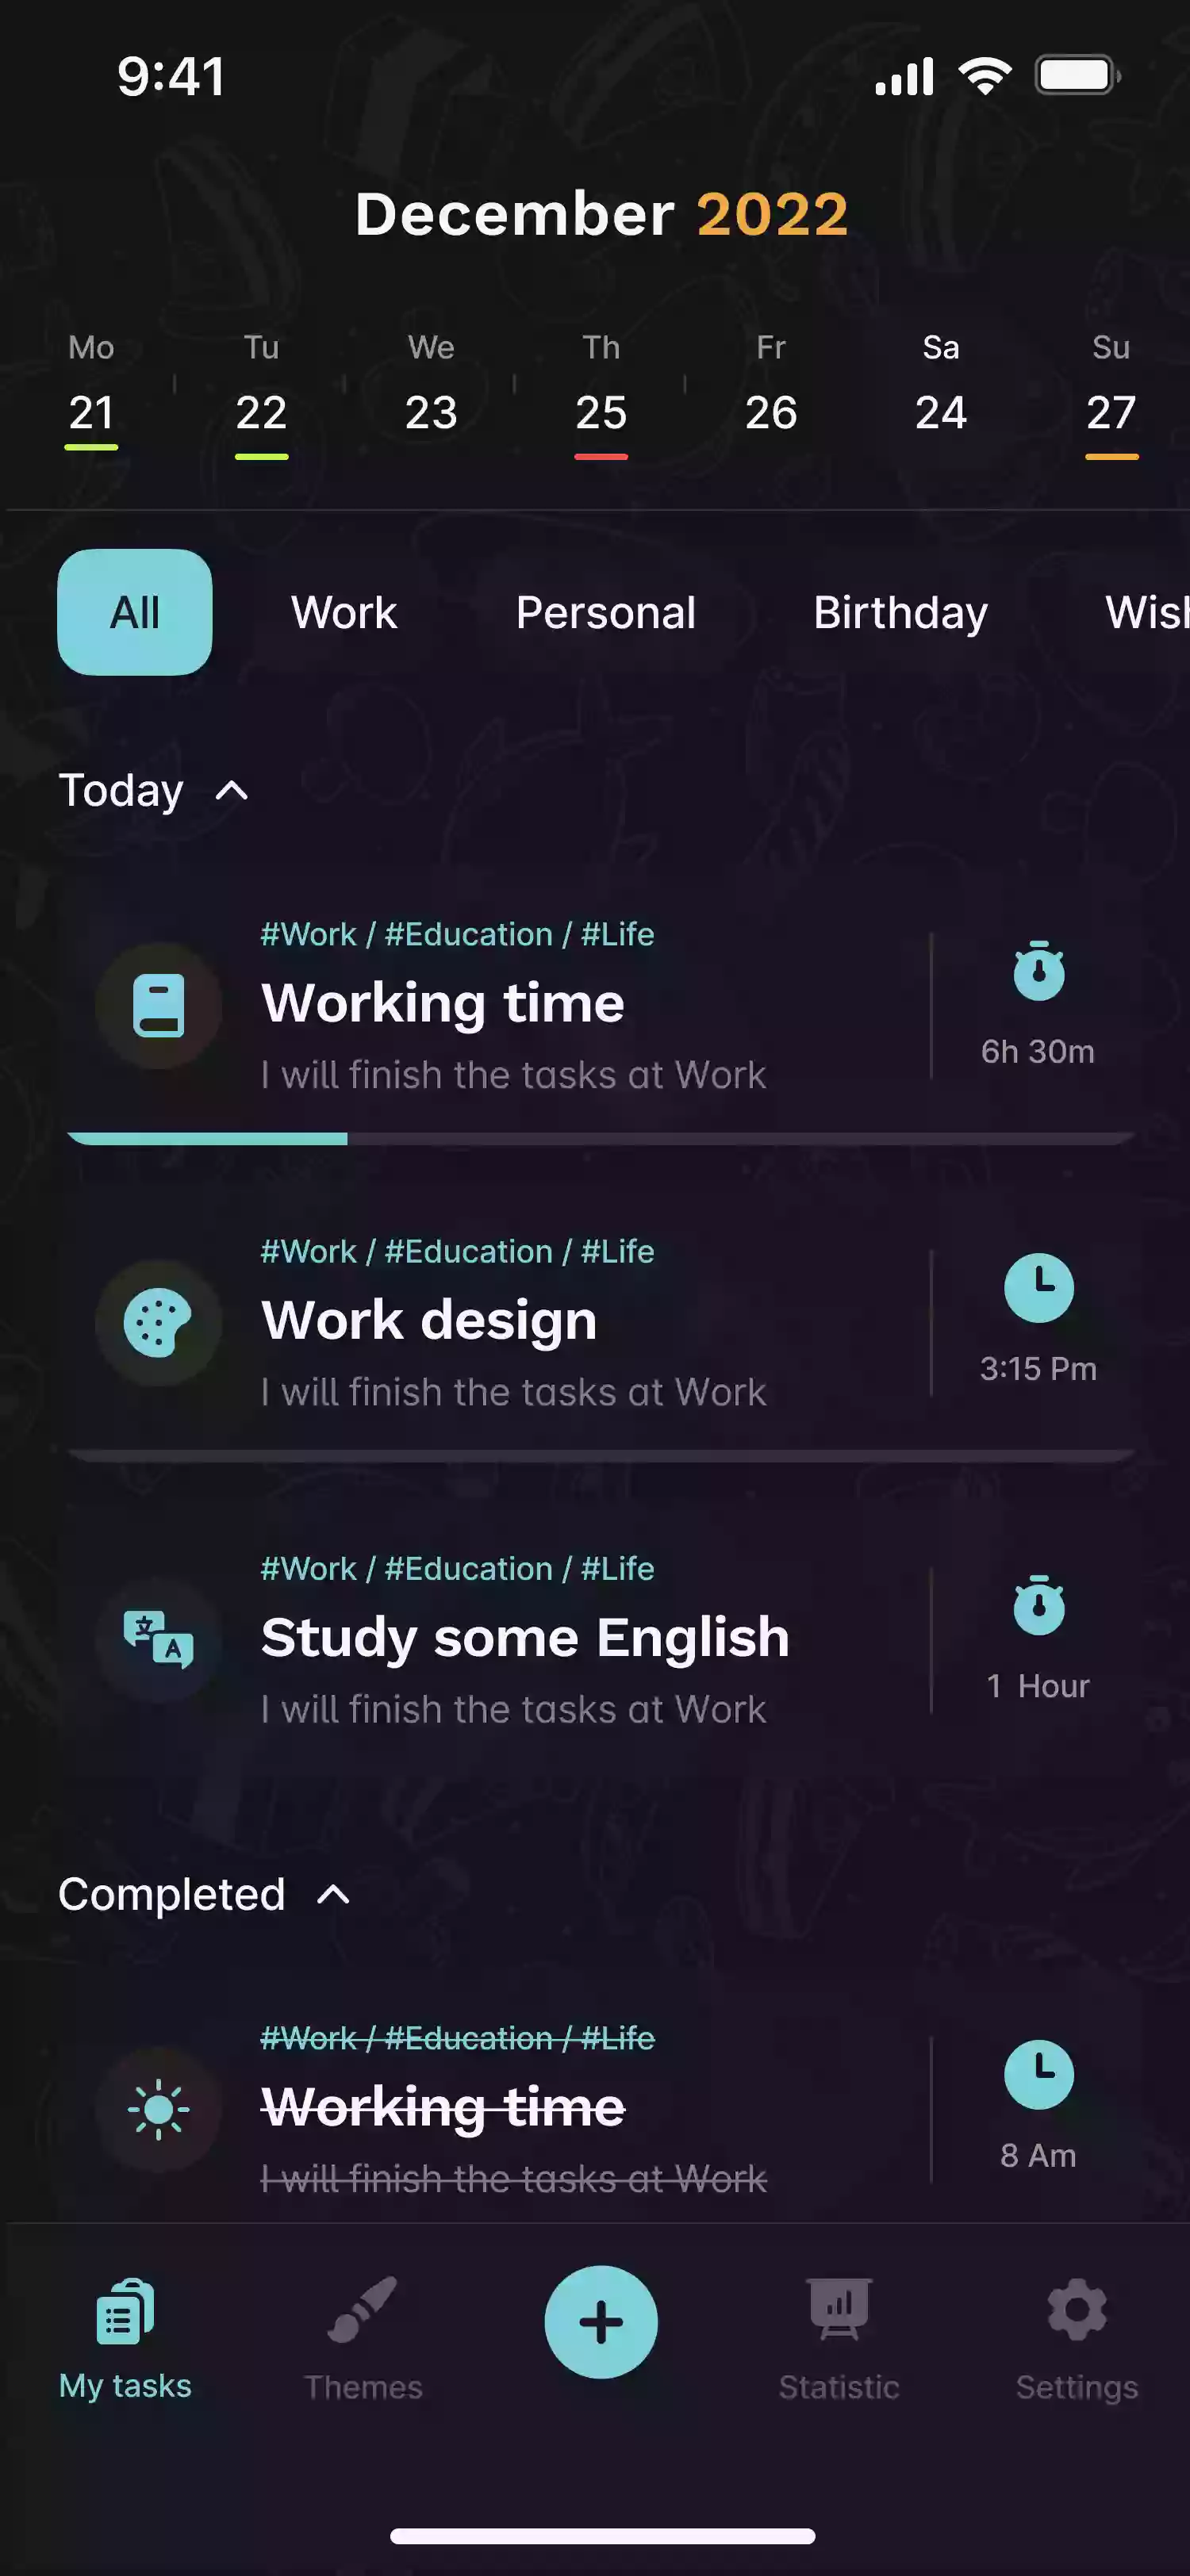 9:41
December 2022
Mo Tu We Th Fr Sa Su
21 22 23 25 26 24 27
All Work Personal Birthday Wish
Today
#Work / #Education / #Life
Working time
I will finish the tasks at Work
6h 30m
#Work / #Education / #Life
Work design
I will finish the tasks at Work
3:15 Pm
#Work / #Education / #Life
Study some English
I will finish the tasks at Work
1 Hour
Completed
#Work / #Education / #Life
Working time
I will finish the tasks at Work
8 Am
My tasks Themes Statistic Settings